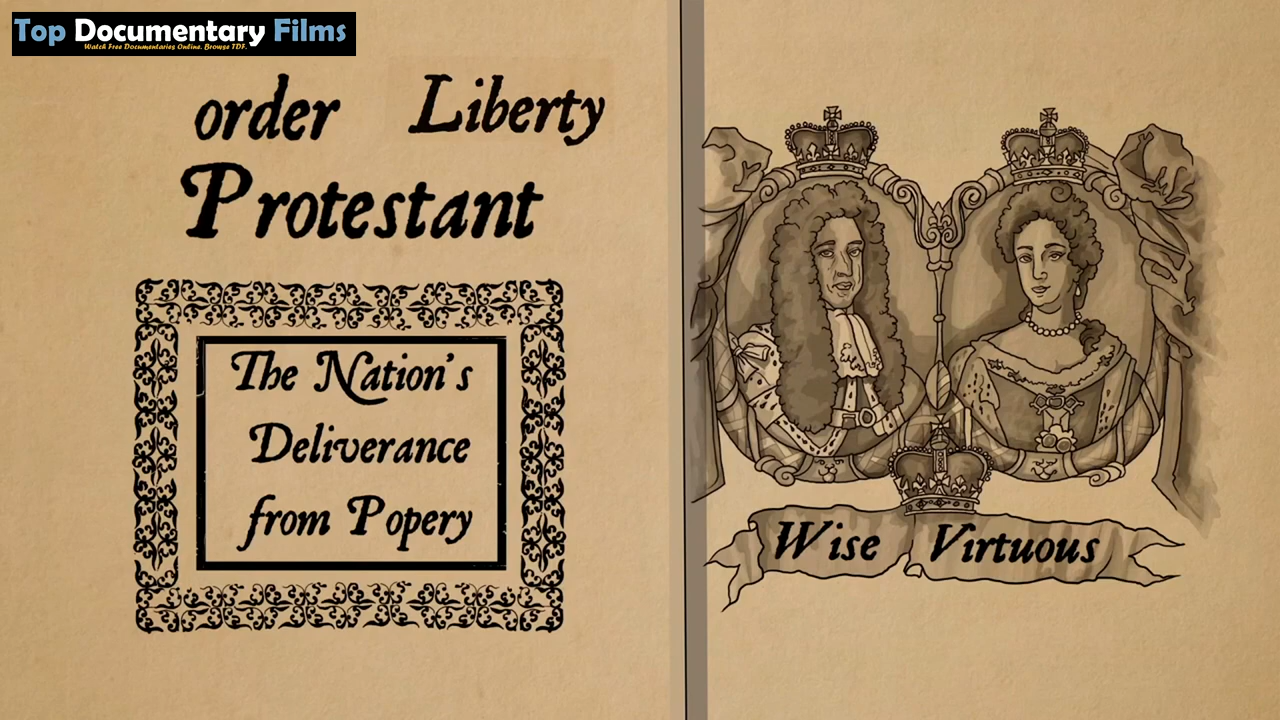 Top Documentary Films
Watch Free Documentaries Online. Browse TDF.
order Liberty
Protestant
The Nation's
Deliverance
from Popery
Wise Virtuous